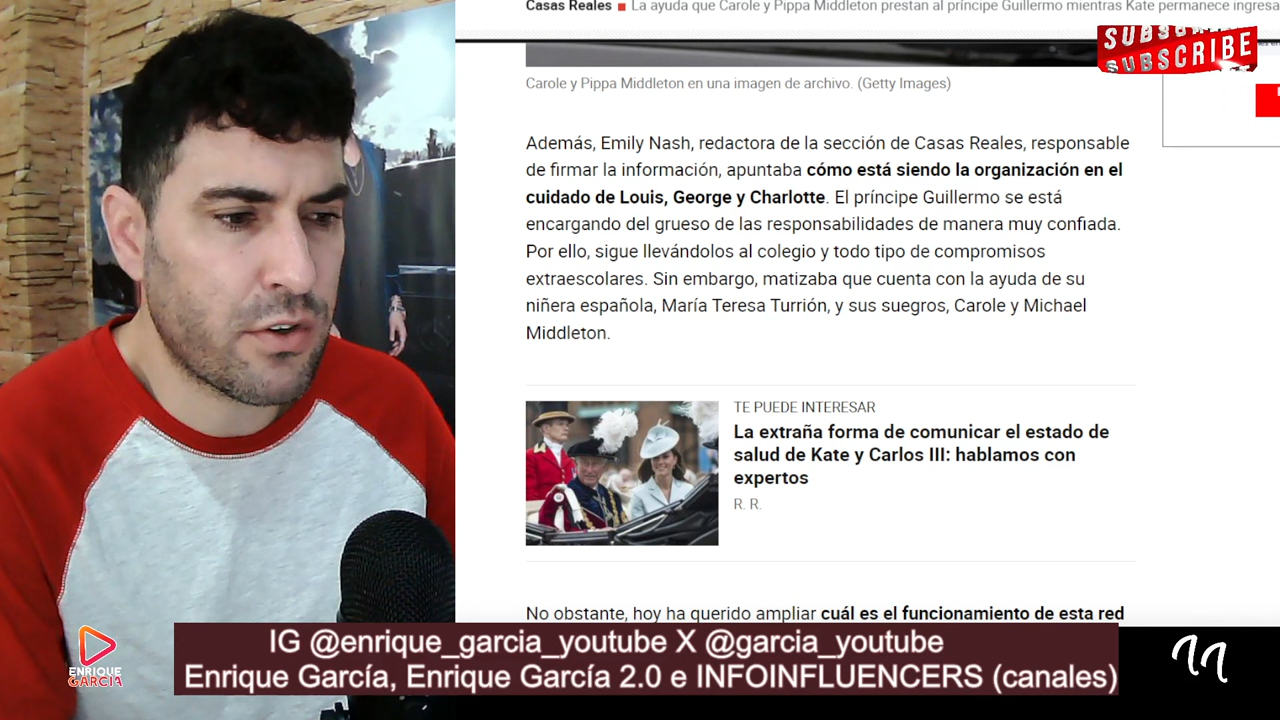 Casas Reales ■ La ayuda que Carole y Pippa Middleton prestan al príncipe Guillermo mientras Kate permanece ingresa
SUBSCRIBE
SUBSCRIBE
Carole y Pippa Middleton en una imagen de archivo. (Getty Images)
Además, Emily Nash, redactora de la sección de Casas Reales, responsable
de firmar la información, apuntaba cómo está siendo la organización en el
cuidado de Louis, George y Charlotte. El príncipe Guillermo se está
encargando del grueso de las responsabilidades de manera muy confiada.
Por ello, sigue llevándolos al colegio y todo tipo de compromisos
extraescolares. Sin embargo, matizaba que cuenta con la ayuda de su
niñera española, María Teresa Turrión, y sus suegros, Carole y Michael
Middleton.
TE PUEDE INTERESAR
La extraña forma de comunicar el estado de
salud de Kate y Carlos III: hablamos con
expertos
R. R.
No obstante, hoy ha querido ampliar cuál es el funcionamiento de esta red
IG @enrique_garcia_youtube X @garcia_youtube
Enrique García, Enrique García 2.0 e INFOINFLUENCERS (canales)
ENRIQUE
GARCÍA